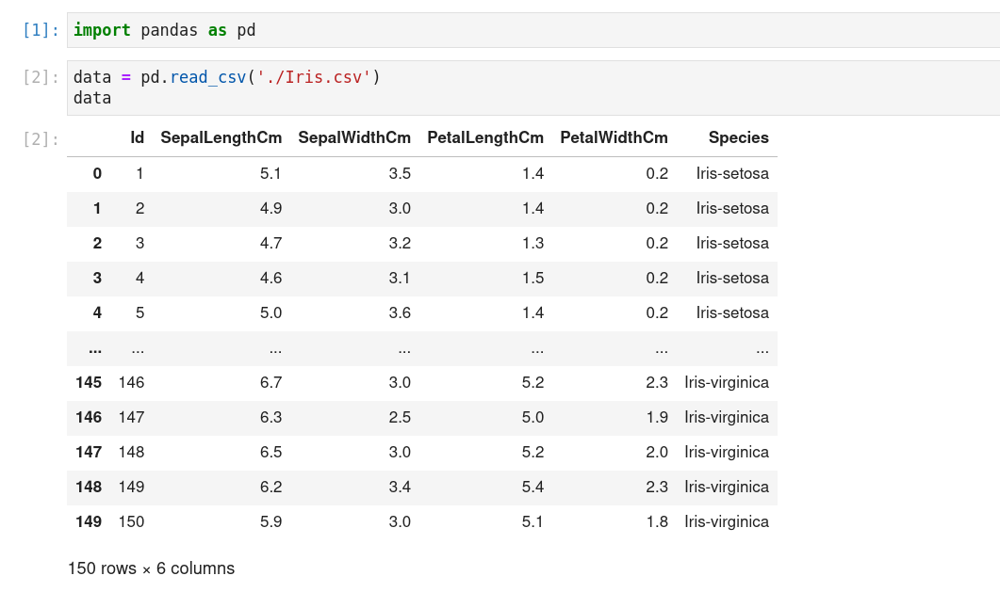 [1]: import pandas as pd
[2]: data = pd.read_csv('./Iris.csv')
data
[2]: Id SepalLengthCm SepalWidthCm PetalLengthCm PetalWidthCm Species
0 1 5.1 3.5 1.4 0.2 Iris-setosa
1 2 4.9 3.0 1.4 0.2 Iris-setosa
2 3 4.7 3.2 1.3 0.2 Iris-setosa
3 4 4.6 3.1 1.5 0.2 Iris-setosa
4 5 5.0 3.6 1.4 0.2 Iris-setosa
... ... ... ... ... ... ...
145 146 6.7 3.0 5.2 2.3 Iris-virginica
146 147 6.3 2.5 5.0 1.9 Iris-virginica
147 148 6.5 3.0 5.2 2.0 Iris-virginica
148 149 6.2 3.4 5.4 2.3 Iris-virginica
149 150 5.9 3.0 5.1 1.8 Iris-virginica
150 rows × 6 columns